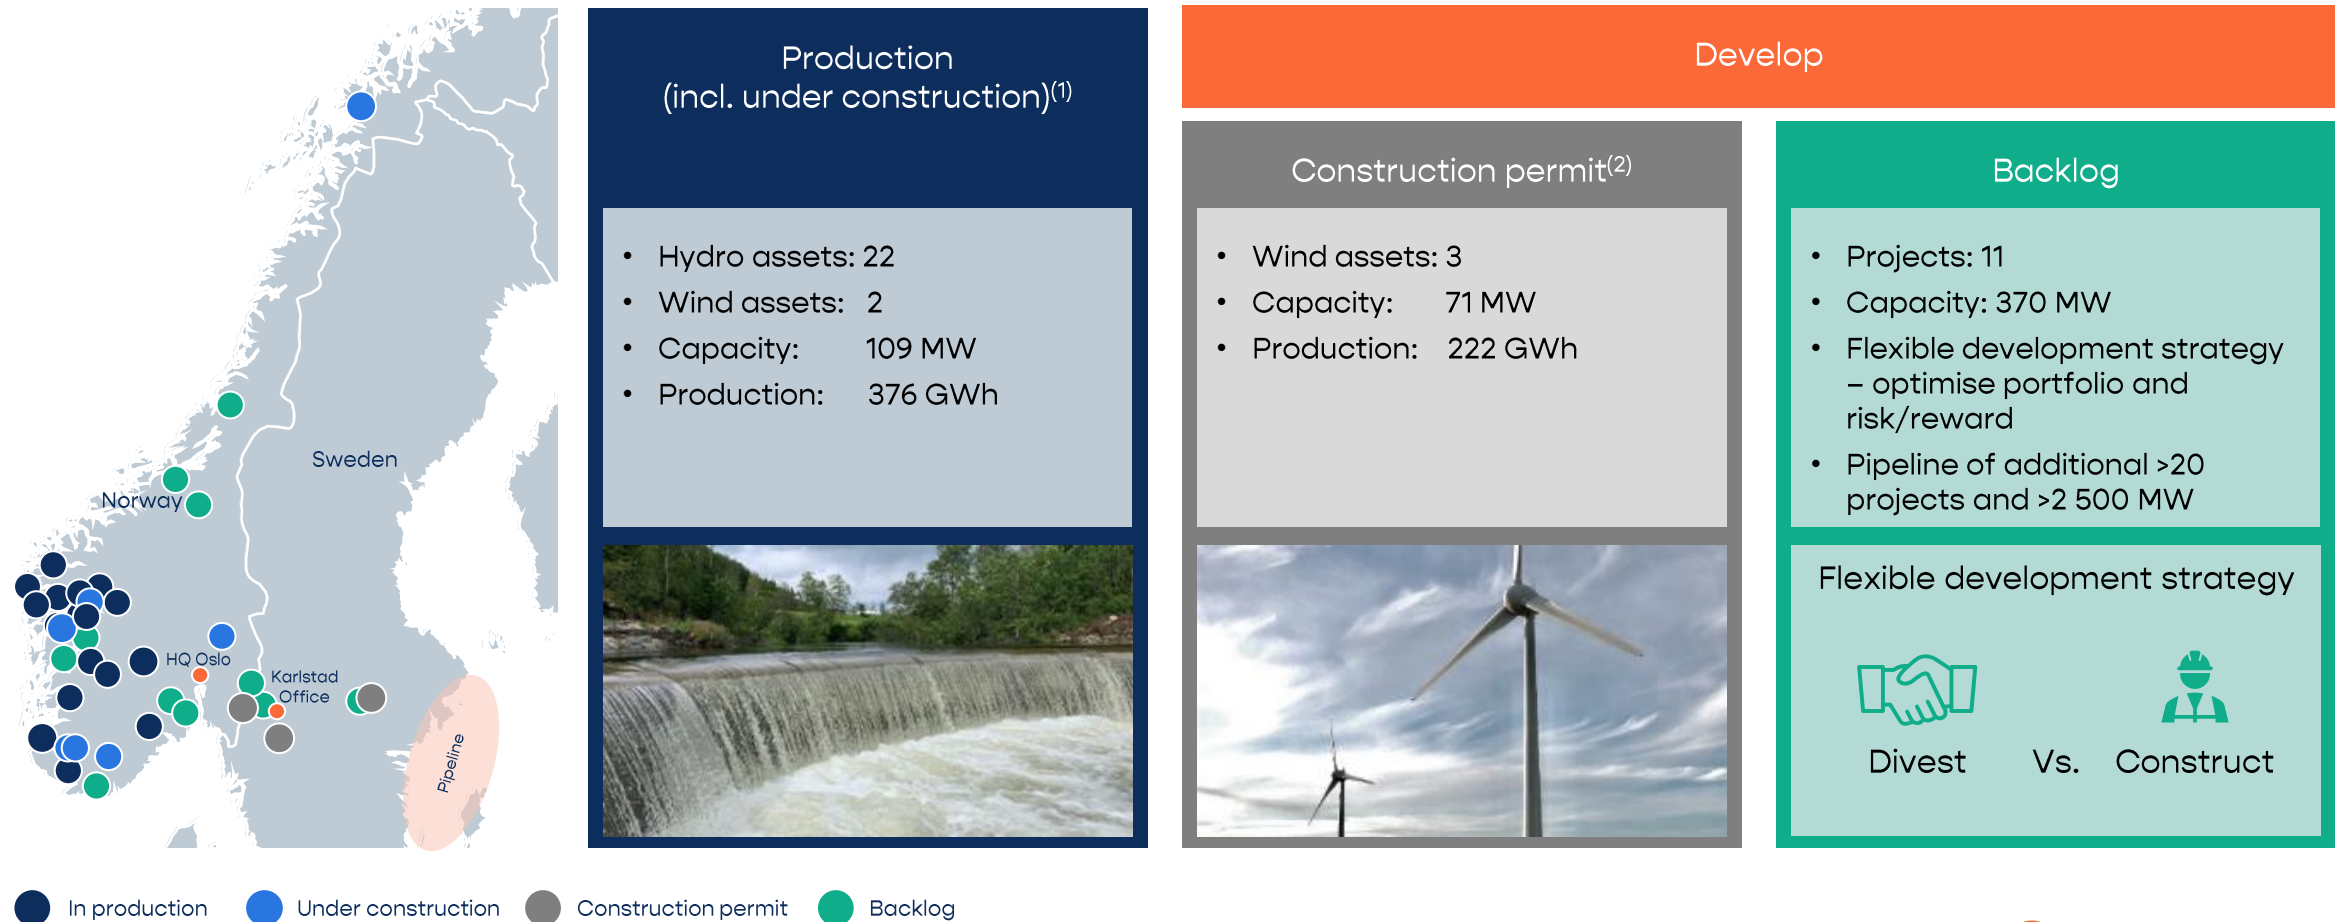 Production
(incl. under construction)(1)
Develop
Construction permit(2)
Backlog
• Hydro assets: 22
• Wind assets: 2
• Capacity: 109 MW
• Production: 376 GWh
• Wind assets: 3
• Capacity: 71 MW
• Production: 222 GWh
• Projects: 11
• Capacity: 370 MW
• Flexible development strategy
– optimise portfolio and
risk/reward
• Pipeline of additional >20
projects and >2 500 MW
Flexible development strategy
Divest Vs. Construct
Sweden
Norway
HQ Oslo
Karlstad
Office
Pipeline
In production
Under construction
Construction permit
Backlog